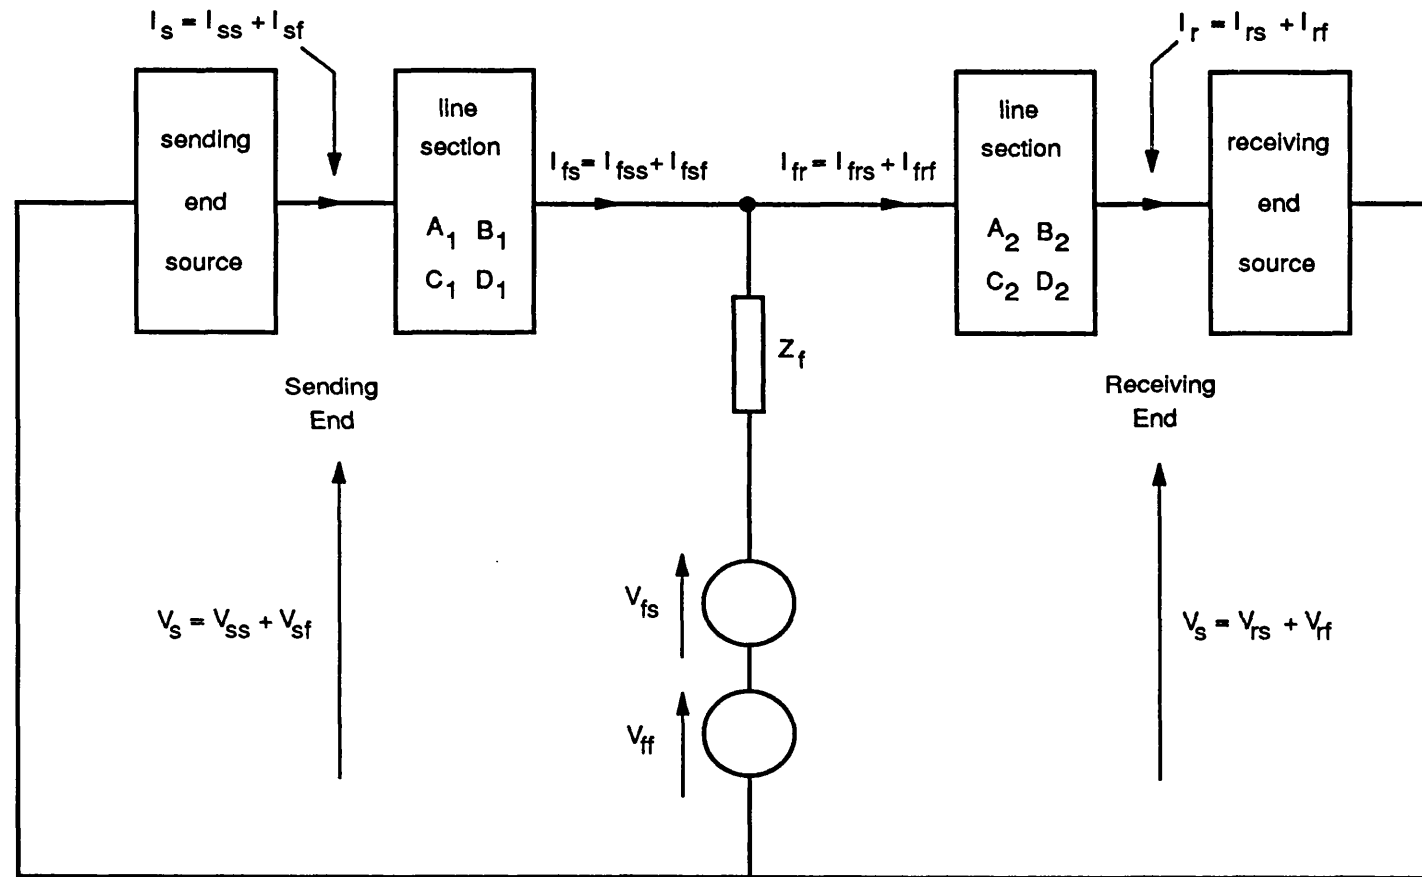 I_s = I_ss + I_sf
I_r = I_rs + I_rf
sending
end
source
line
section
A_1 B_1
C_1 D_1
I_fs = I_fss + I_fsf
I_fr = I_frs + I_frf
line
section
A_2 B_2
C_2 D_2
receiving
end
source
Z_f
Sending
End
Receiving
End
V_fs
V_s = V_ss + V_sf
V_s = V_rs + V_rf
V_ff